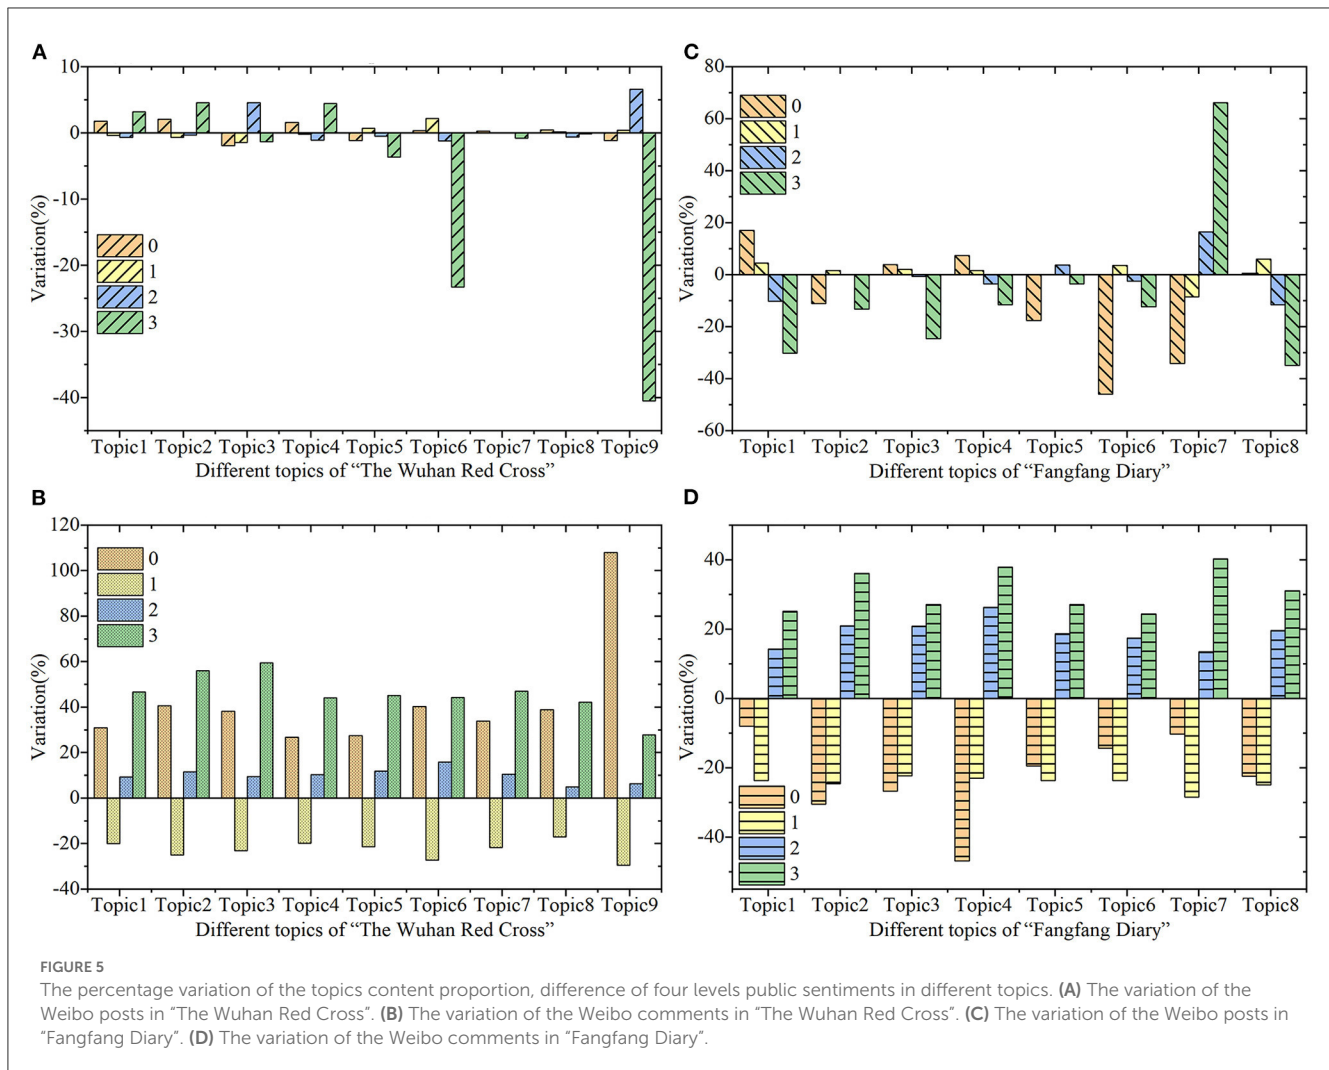 A
10
0
-10
-20
-30
-40
Variation(%)
0
1
2
3
Topic1 Topic2 Topic3 Topic4 Topic5 Topic6 Topic7 Topic8 Topic9
Different topics of “The Wuhan Red Cross”
C
80
60
40
20
0
-20
-40
-60
Variation(%)
0
1
2
3
Topic1 Topic2 Topic3 Topic4 Topic5 Topic6 Topic7 Topic8
Different topics of “Fangfang Diary”
B
120
100
80
60
40
20
0
-20
-40
Variation(%)
0
1
2
3
Topic1 Topic2 Topic3 Topic4 Topic5 Topic6 Topic7 Topic8 Topic9
Different topics of “The Wuhan Red Cross”
D
40
20
0
-20
-40
Variation(%)
0
1
2
3
Topic1 Topic2 Topic3 Topic4 Topic5 Topic6 Topic7 Topic8
Different topics of “Fangfang Diary”
FIGURE 5
The percentage variation of the topics content proportion, difference of four levels public sentiments in different topics. (A) The variation of the
Weibo posts in “The Wuhan Red Cross”. (B) The variation of the Weibo comments in “The Wuhan Red Cross”. (C) The variation of the Weibo posts in
“Fangfang Diary”. (D) The variation of the Weibo comments in “Fangfang Diary”.